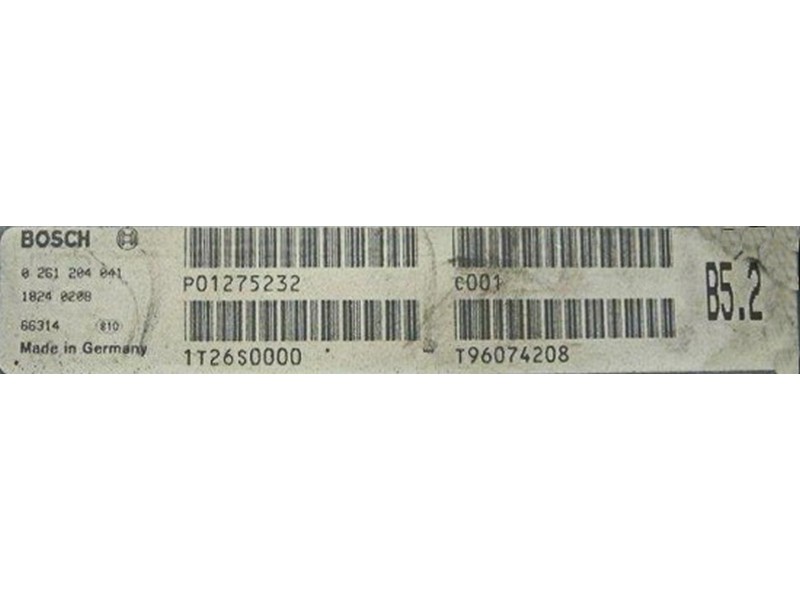 BOSCH
0 261 204 041
1824 0208
66314 810
Made in Germany
P01275232
1T26S0000
c001
T96074208
B5.2